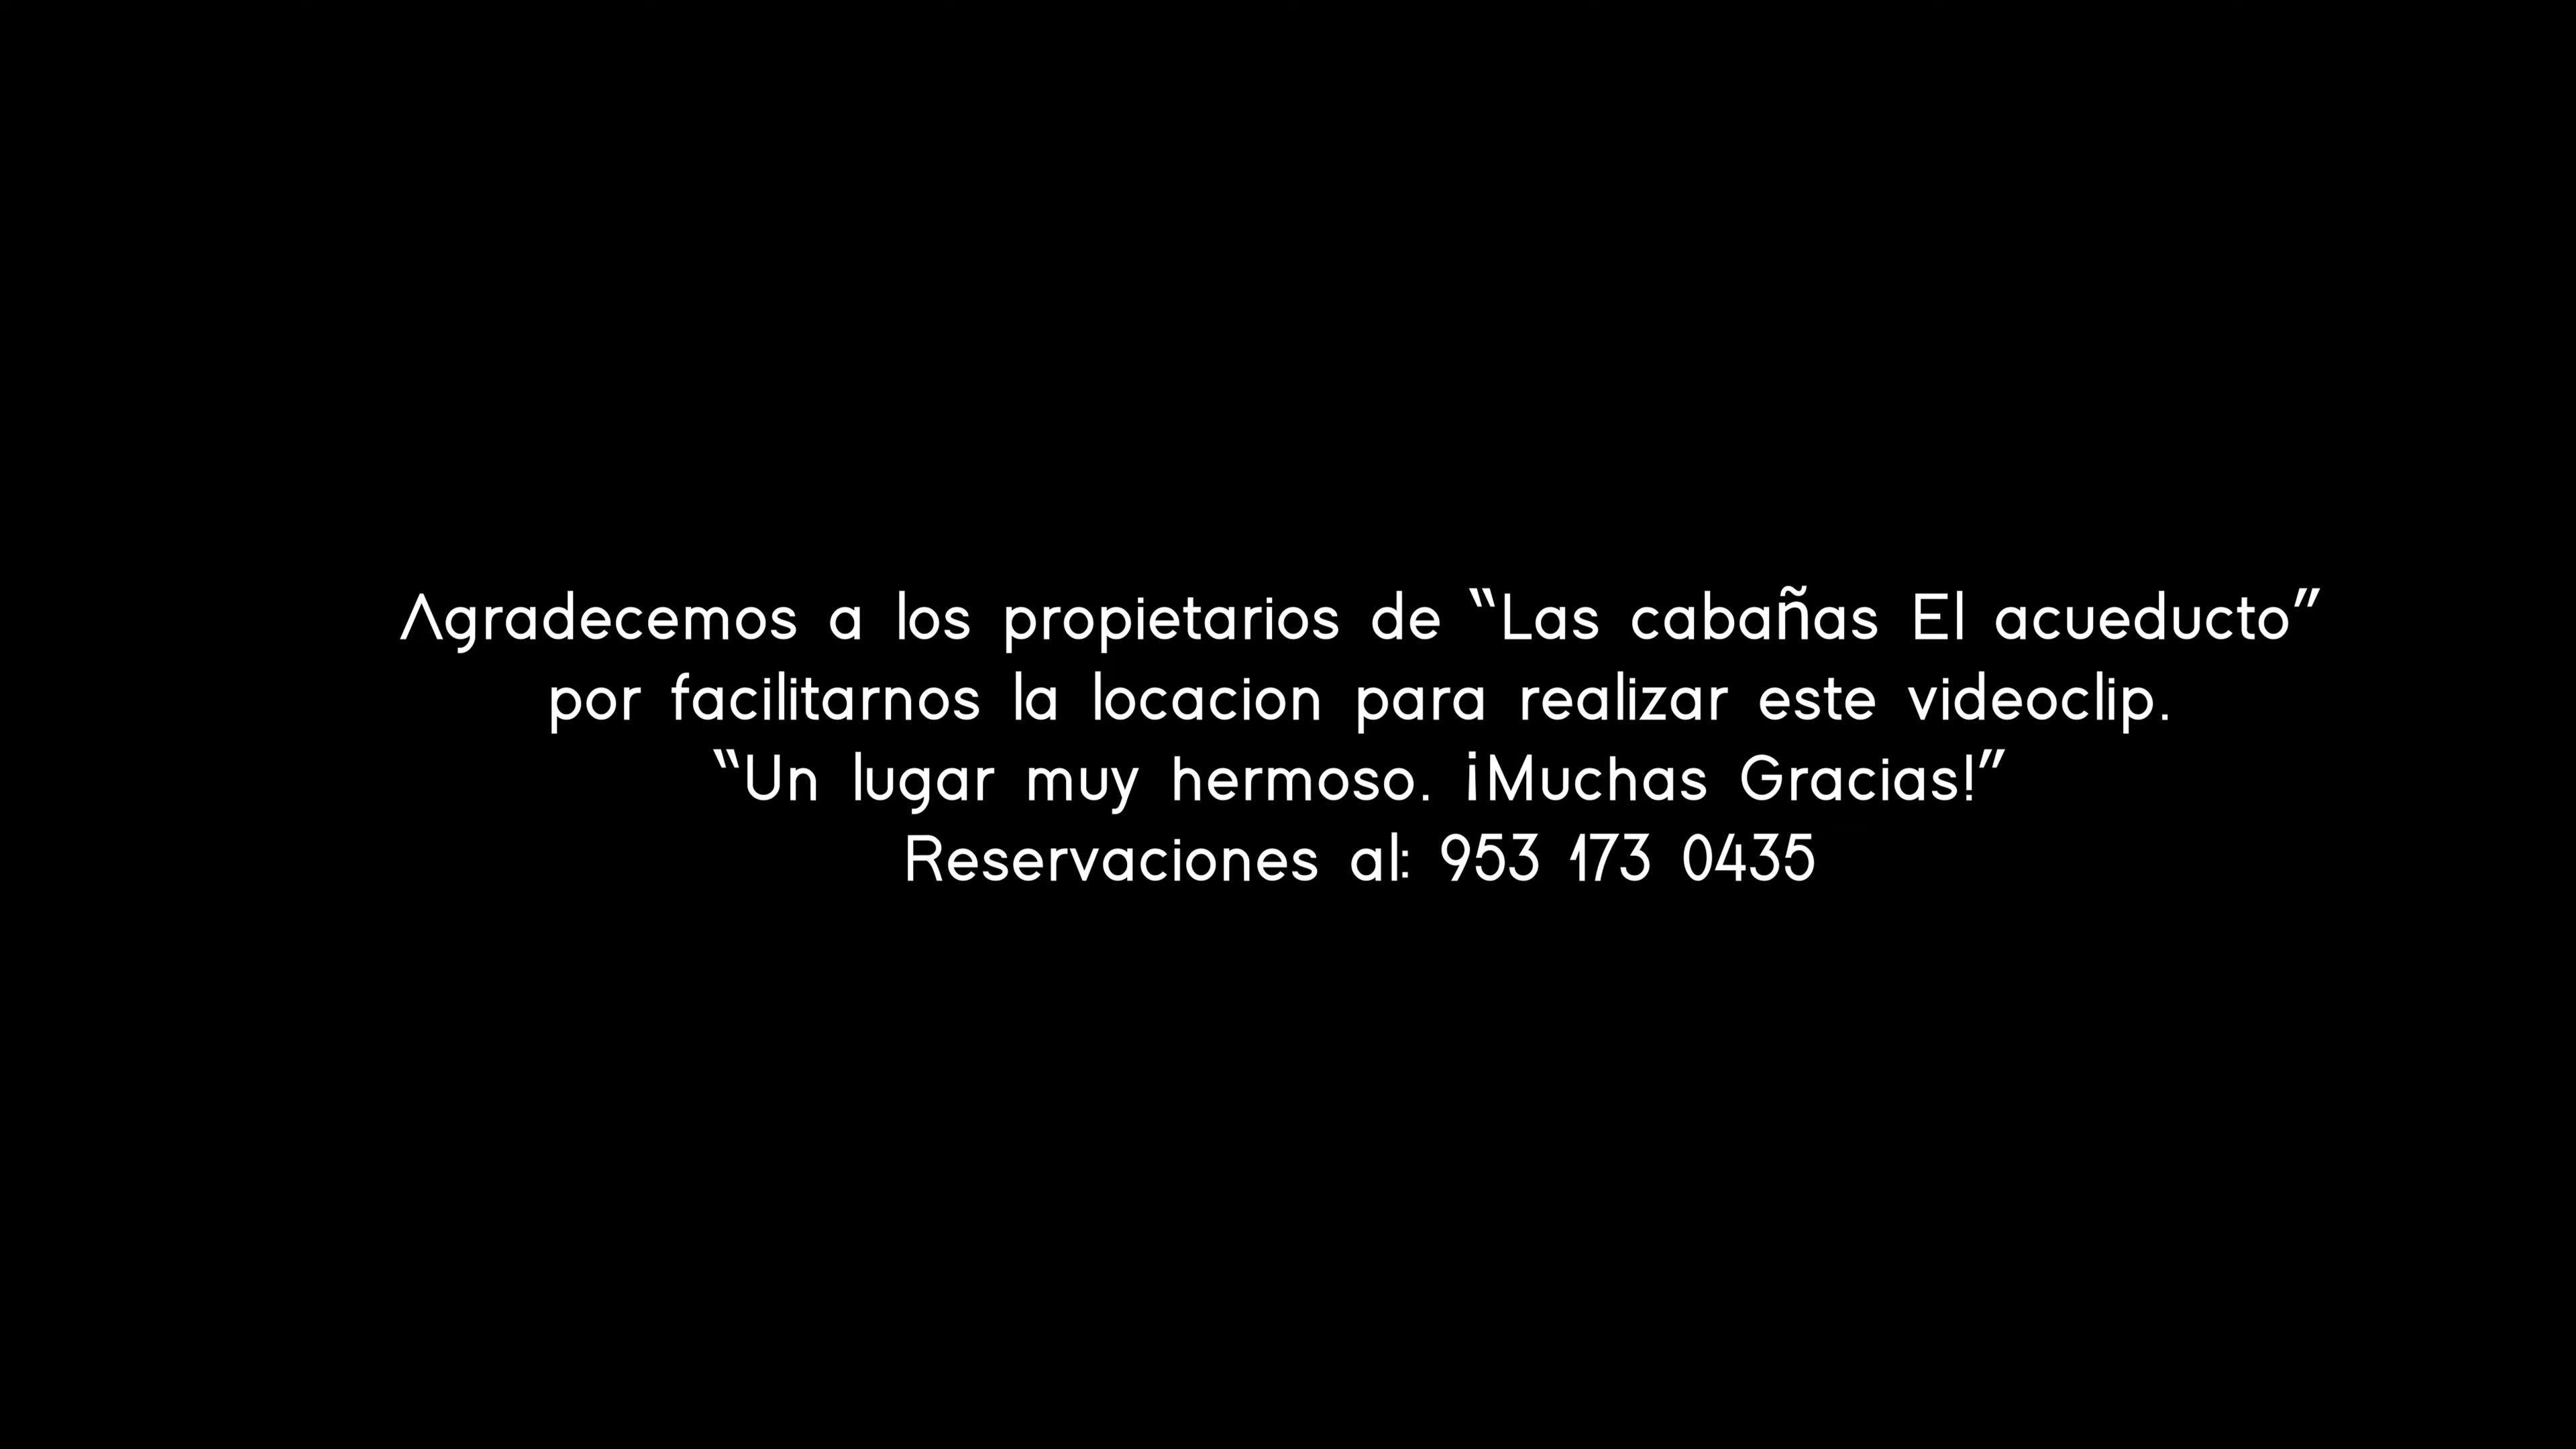 Agradecemos a los propietarios de “Las cabañas El acueducto”
por facilitarnos la locacion para realizar este videoclip.
“Un lugar muy hermoso. ¡Muchas Gracias!”
Reservaciones al: 953 173 0435